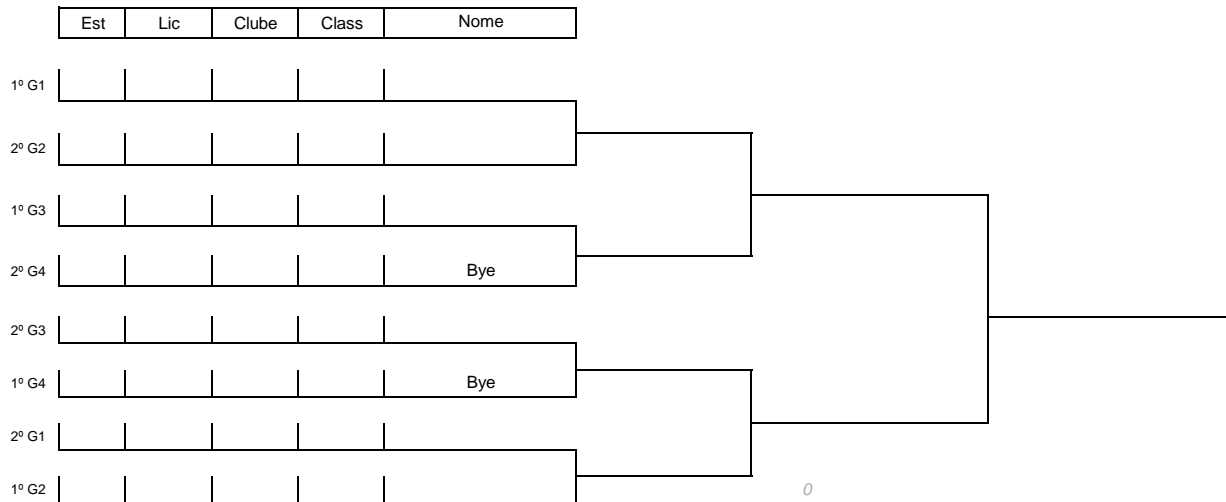 Est Lic Clube Class Nome
1º G1
2º G2
1º G3
2º G4 Bye
2º G3
1º G4 Bye
2º G1
1º G2 0